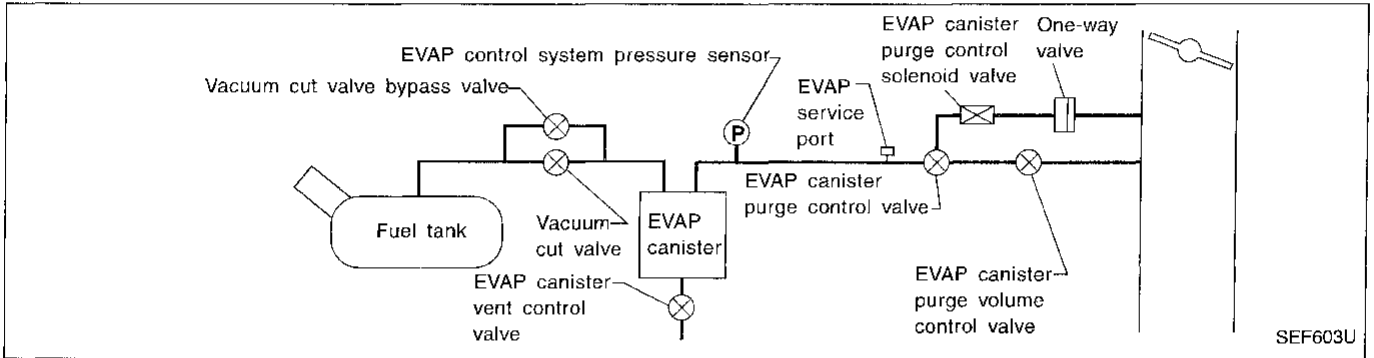 EVAP control system pressure sensor
Vacuum cut valve bypass valve
EVAP canister
purge control
solenoid valve
One-way
valve
EVAP
service
port
P
Fuel tank
Vacuum
cut valve
EVAP
canister
EVAP canister
purge control valve
EVAP canister
vent control
valve
EVAP canister
purge volume
control valve
SEF603U